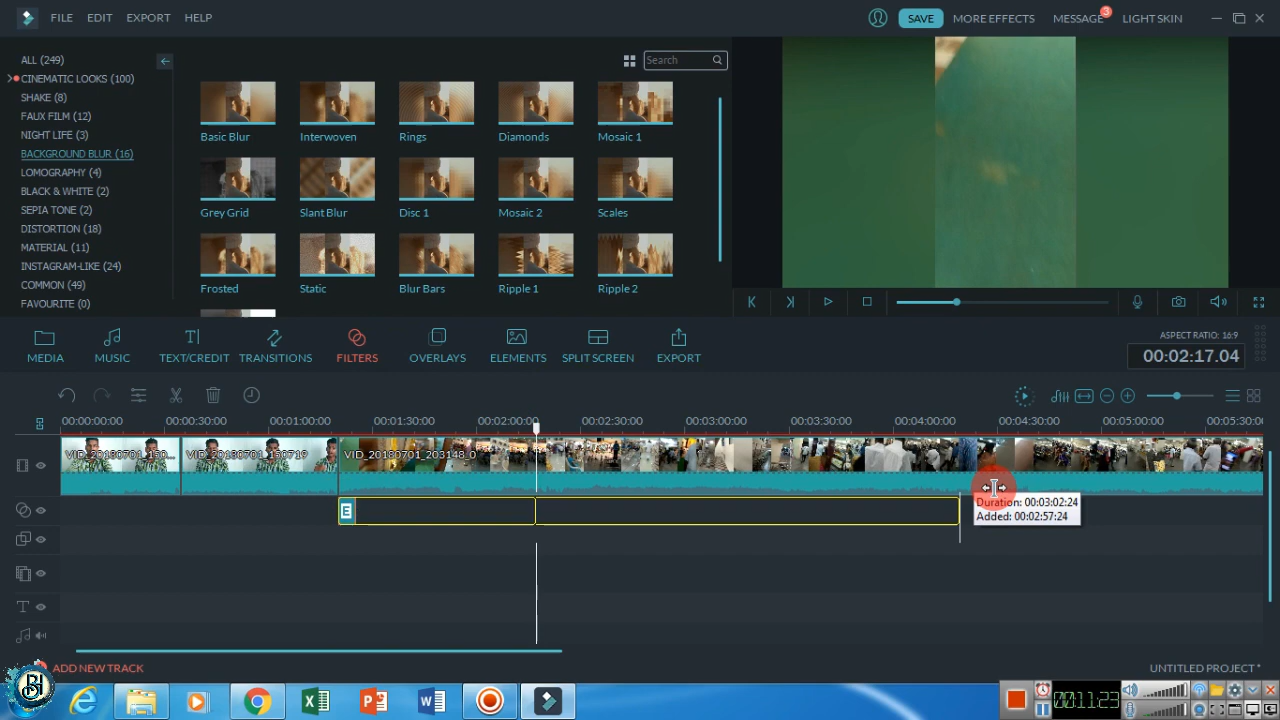 FILE EDIT EXPORT HELP
SAVE MORE EFFECTS MESSAGE 3 LIGHT SKIN
ALL (249)
CINEMATIC LOOKS (100)
SHAKE (8)
FAUX FILM (12)
NIGHT LIFE (3)
BACKGROUND BLUR (16)
LOMOGRAPHY (4)
BLACK & WHITE (2)
SEPIA TONE (2)
DISTORTION (18)
MATERIAL (11)
INSTAGRAM-LIKE (24)
COMMON (49)
FAVOURITE (0)
Search
Basic Blur Interwoven Rings Diamonds Mosaic 1
Grey Grid Slant Blur Disc 1 Mosaic 2 Scales
Frosted Static Blur Bars Ripple 1 Ripple 2
MEDIA MUSIC TEXT/CREDIT TRANSITIONS FILTERS OVERLAYS ELEMENTS SPLIT SCREEN EXPORT
ASPECT RATIO: 16:9
00:02:17.04
00:00:00:00 00:00:30:00 00:01:00:00 00:01:30:00 00:02:00:00 00:02:30:00 00:03:00:00 00:03:30:00 00:04:00:00 00:04:30:00 00:05:00:00 00:05:30:0
VID_20180701_190... VID_20180701_190719 VID_20180701_203148_0
E
Duration: 00:03:02:24
Added: 00:02:57:24
T
ADD NEW TRACK
UNTITLED PROJECT *
00:11:23